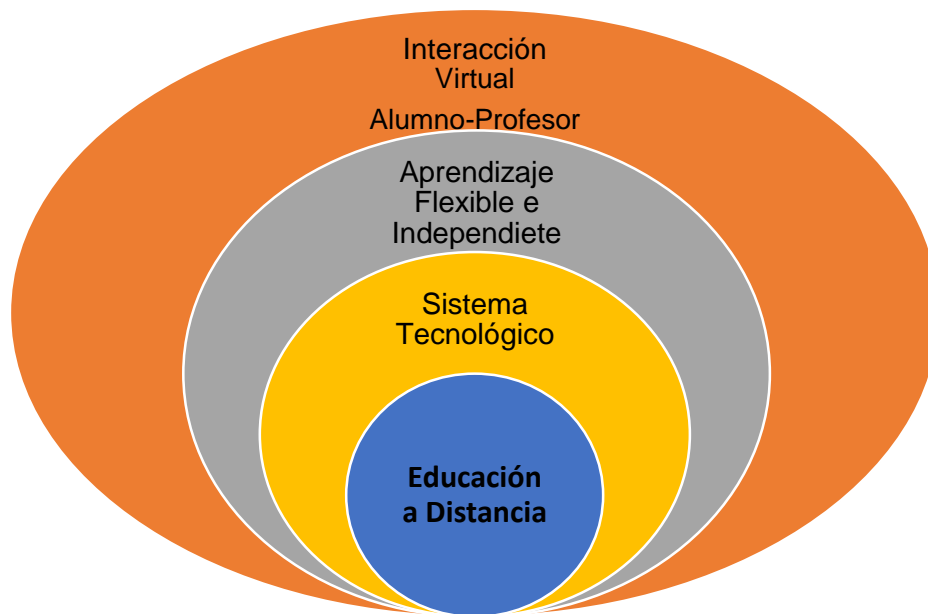 Interacción
Virtual
Alumno-Profesor
Aprendizaje
Flexible e
Independiete
Sistema
Tecnológico
Educación
a Distancia